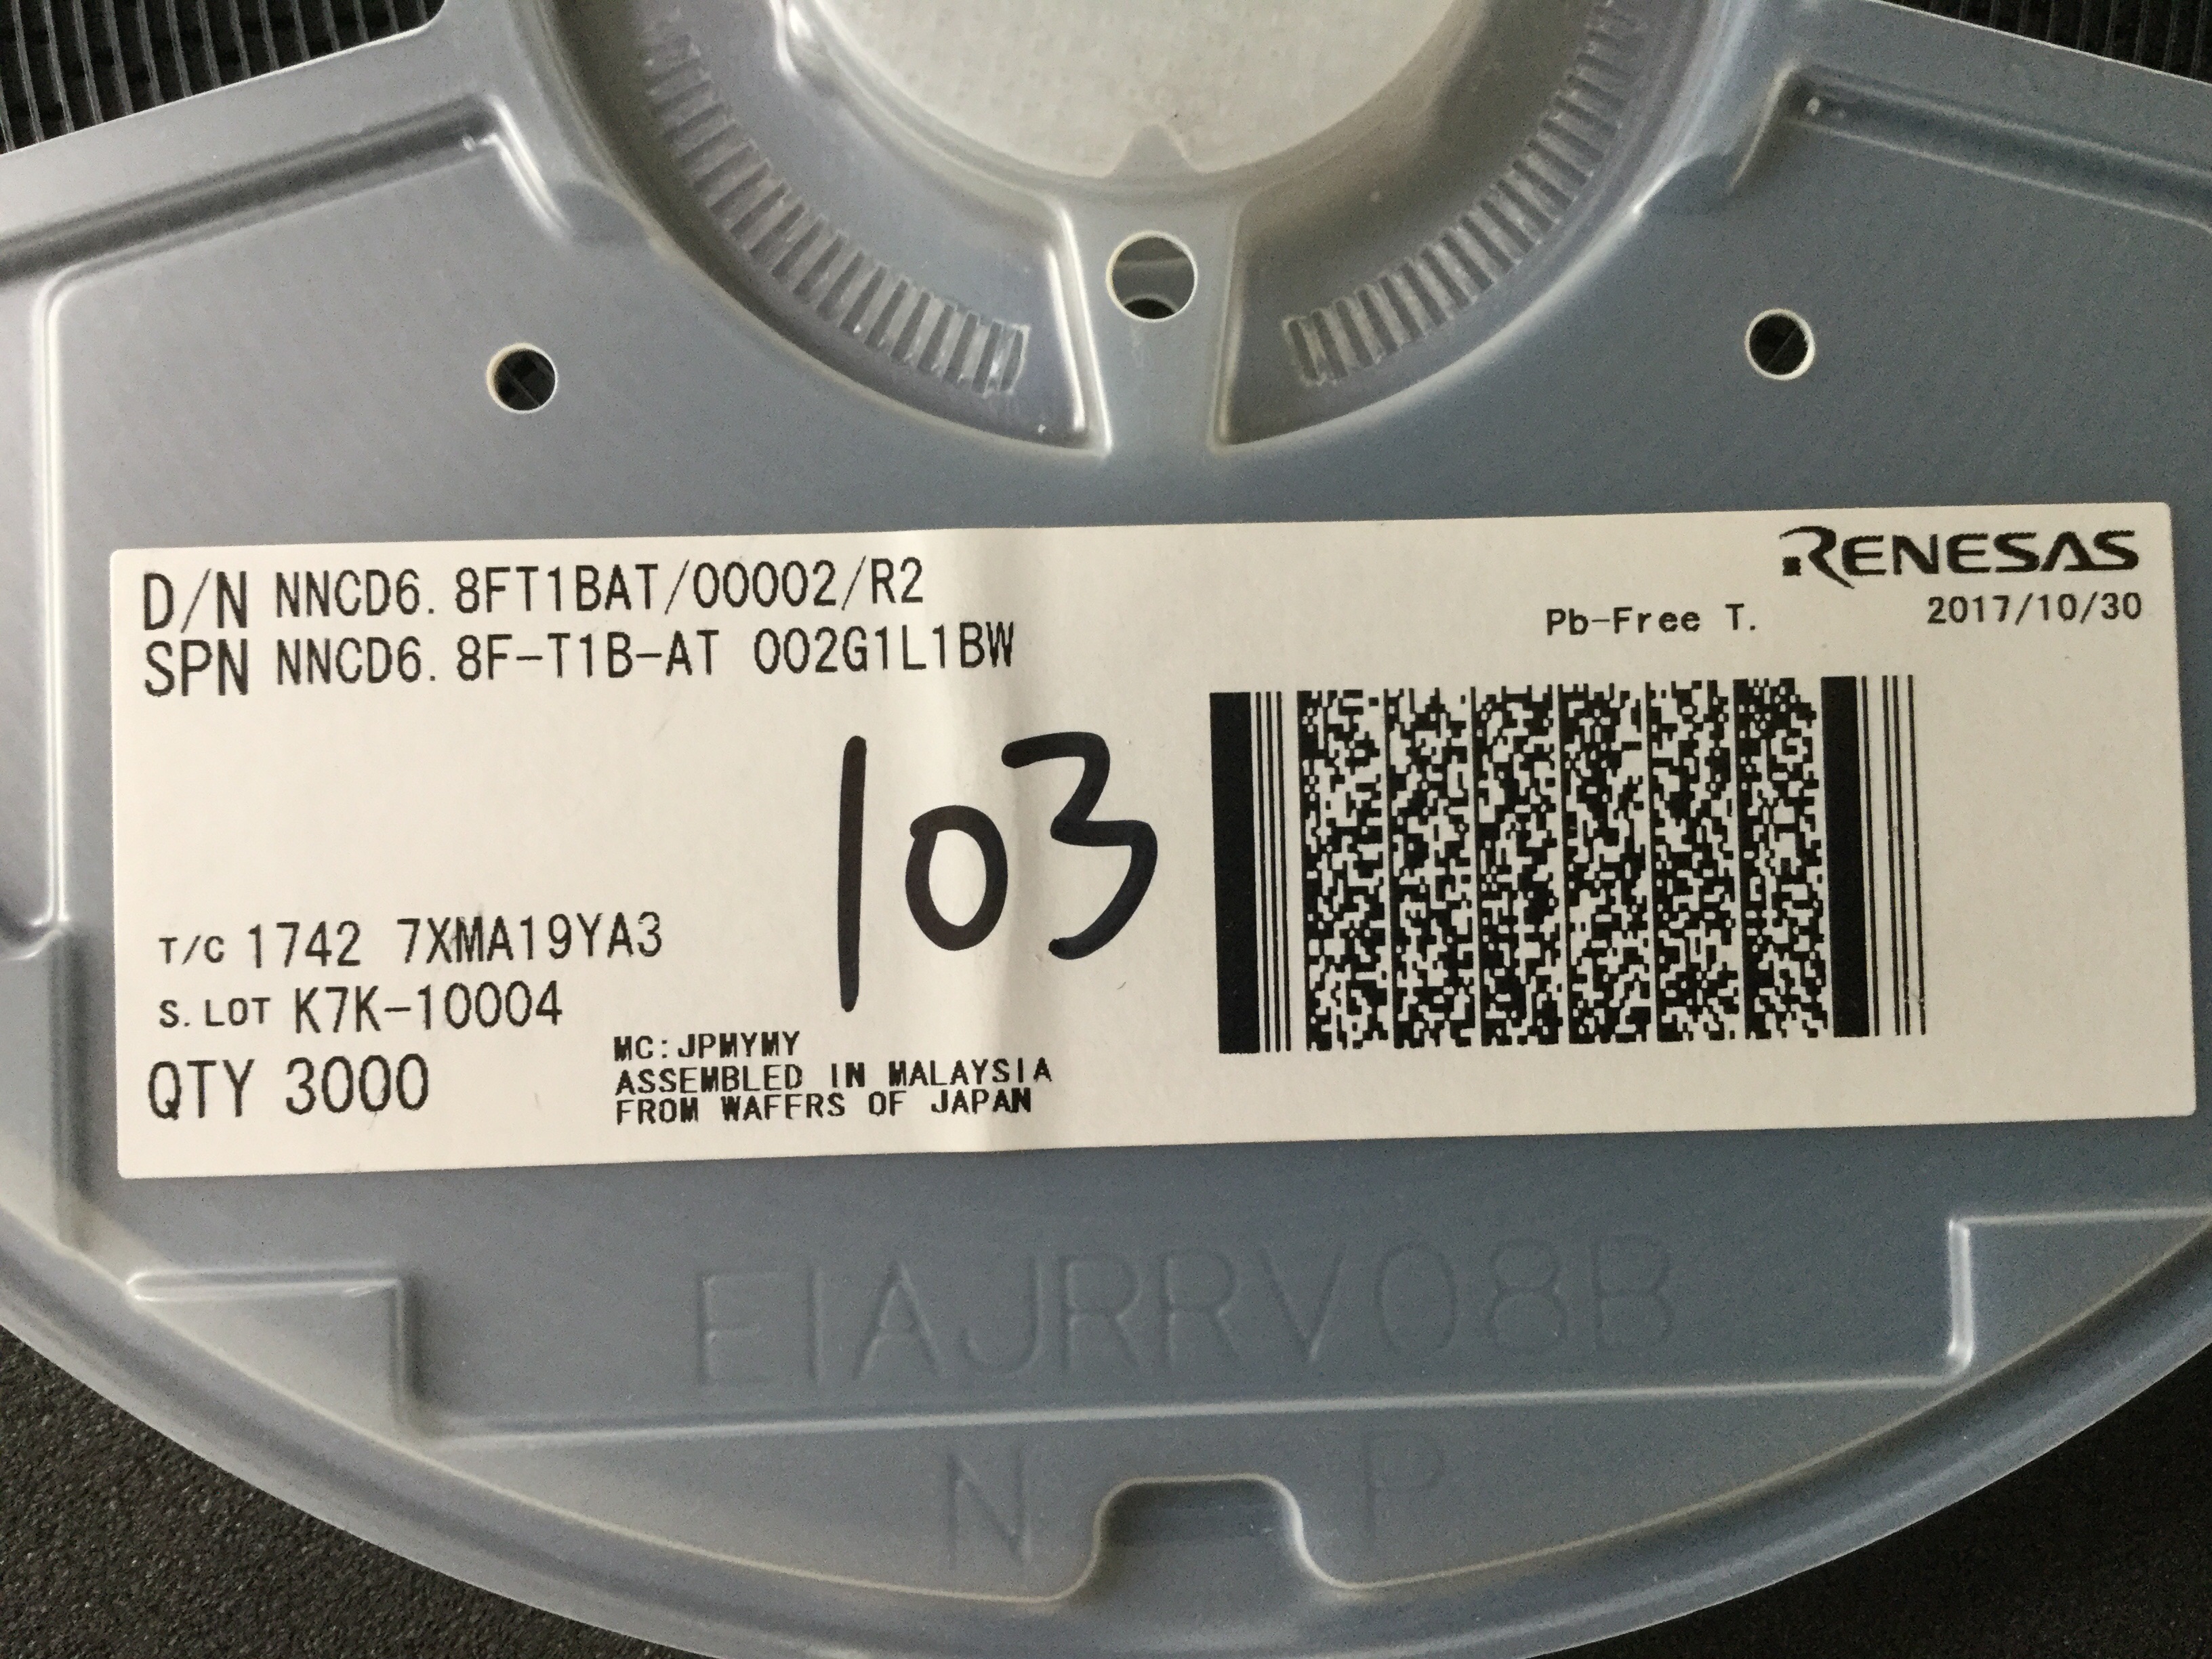 RENESAS
D/N NNCD6.8FT1BAT/00002/R2
2017/10/30
Pb-Free T.
SPN NNCD6.8F-T1B-AT 002G1L1BW
103
T/C 1742 7XMA19YA3
S.LOT K7K-10004
MC:JPMYMY
QTY 3000
ASSEMBLED IN MALAYSIA
FROM WAFERS OF JAPAN
EIAJRRV08B
N P